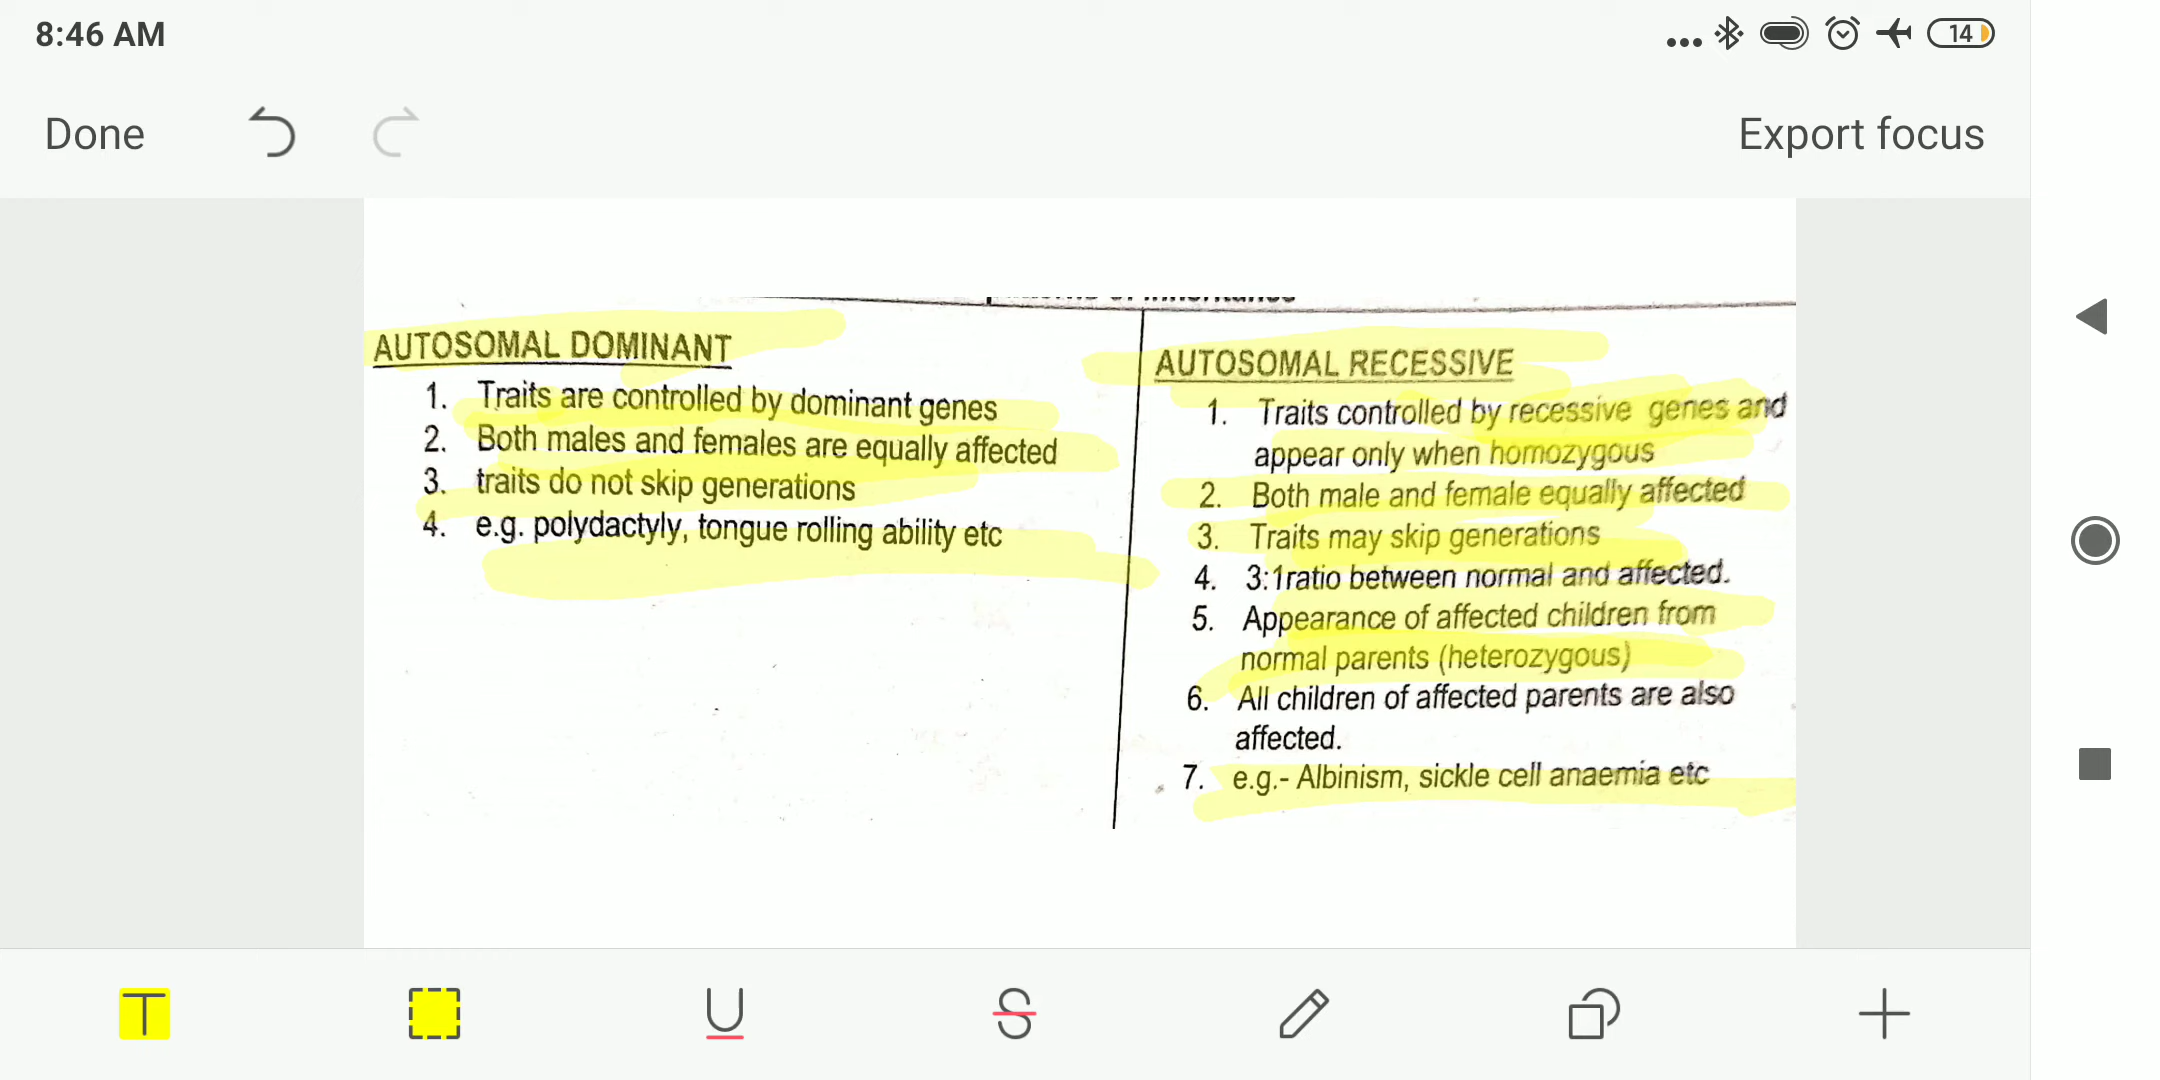 8:46 AM
14
Done
Export focus
of inheritance
AUTOSOMAL DOMINANT
1. Traits are controlled by dominant genes
2. Both males and females are equally affected
3. traits do not skip generations
4. e.g. polydactyly, tongue rolling ability etc
AUTOSOMAL RECESSIVE
1. Traits controlled by recessive genes and
appear only when homozygous
2. Both male and female equally affected
3. Traits may skip generations
4. 3:1ratio between normal and affected.
5. Appearance of affected children from
normal parents (heterozygous)
6. All children of affected parents are also
affected.
7. e.g.- Albinism, sickle cell anaemia etc
T
U
S